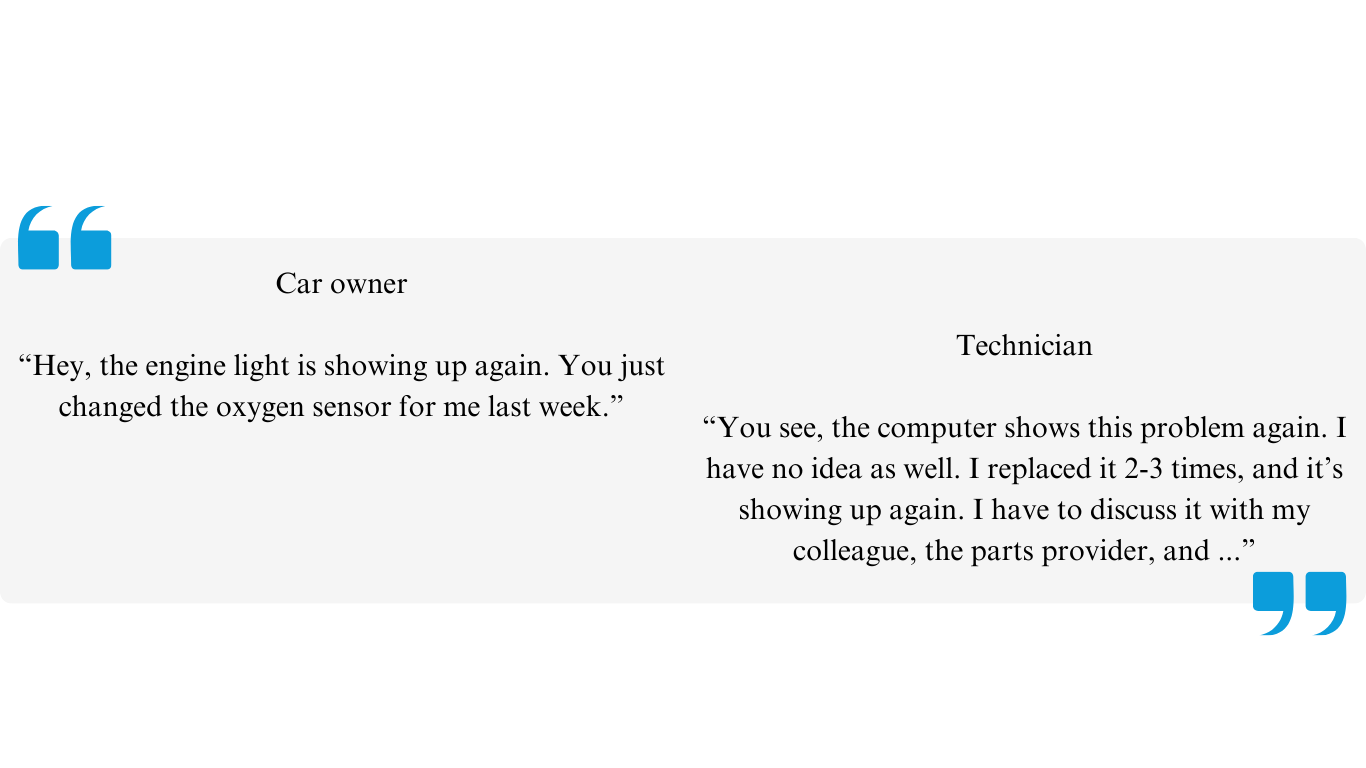 Car owner
“Hey, the engine light is showing up again. You just
changed the oxygen sensor for me last week.”
Technician
“You see, the computer shows this problem again. I
have no idea as well. I replaced it 2-3 times, and it’s
showing up again. I have to discuss it with my
colleague, the parts provider, and ...”